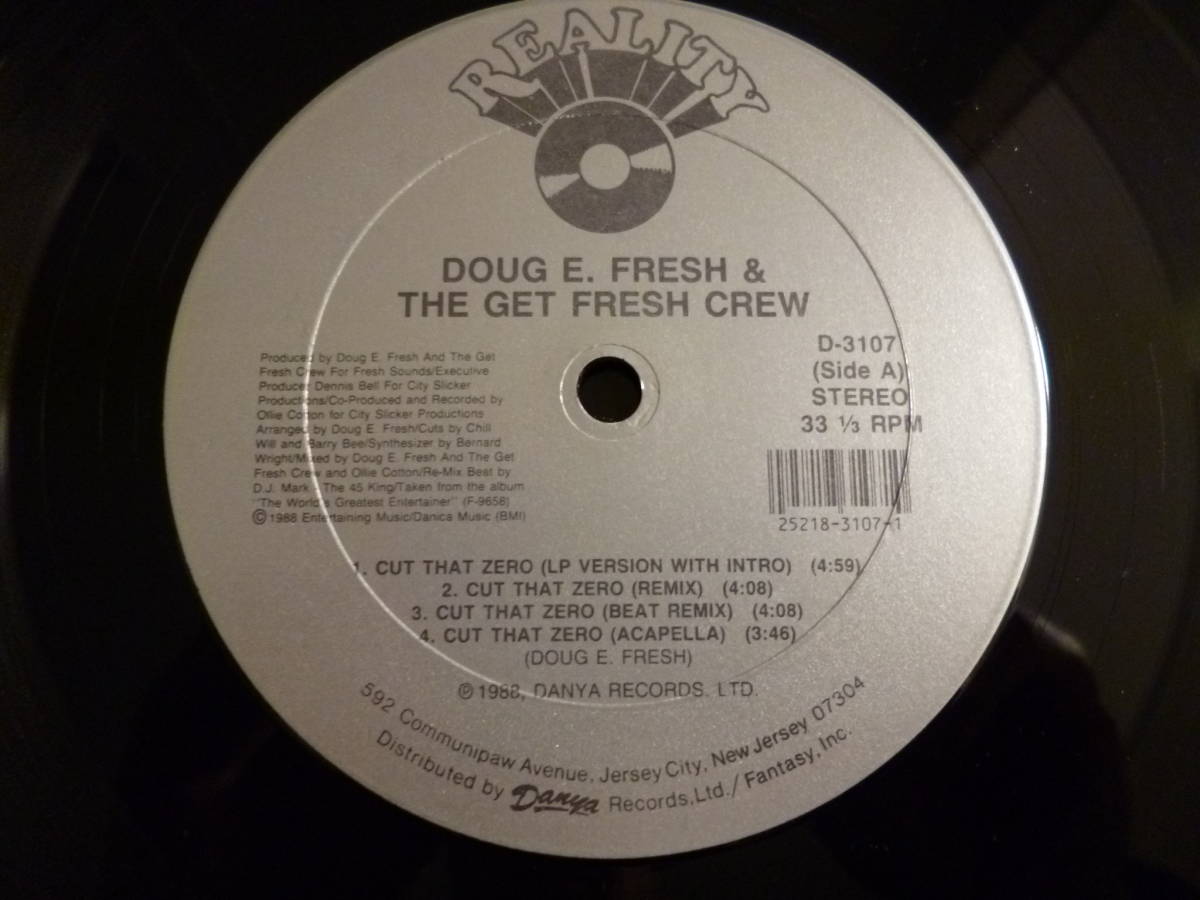 REALITY
DOUG E. FRESH &
THE GET FRESH CREW
Produced by Doug E. Fresh And The Get
Fresh Crew For Fresh Sounds/Executive
Producer Dennis Bell For City Slicker
Productions/Co-Produced and Recorded by
Ollie Cotton for City Slicker Productions
Arranged by Doug E. Fresh/Cuts by Chill
Will and Barry Bee/Synthesizer by Bernard
Wright/Mixed by Doug E. Fresh And The Get
Fresh Crew and Ollie Cotton/Re-Mix Beat by
D.J. Mark - The 45 King/Taken from the album
"The World's Greatest Entertainer" (F-9658)
© 1988 Entertaining Music/Danica Music (BMI)
D-3107
(Side A)
STEREO
33 ⅓ RPM
25218-3107-1
1. CUT THAT ZERO (LP VERSION WITH INTRO) (4:59)
2. CUT THAT ZERO (REMIX) (4:08)
3. CUT THAT ZERO (BEAT REMIX) (4:08)
4. CUT THAT ZERO (ACAPELLA) (3:46)
(DOUG E. FRESH)
℗ 1988, DANYA RECORDS. LTD.
592 Communipaw Avenue, Jersey City, New Jersey 07304
Distributed by Danya Records, Ltd./ Fantasy, Inc.